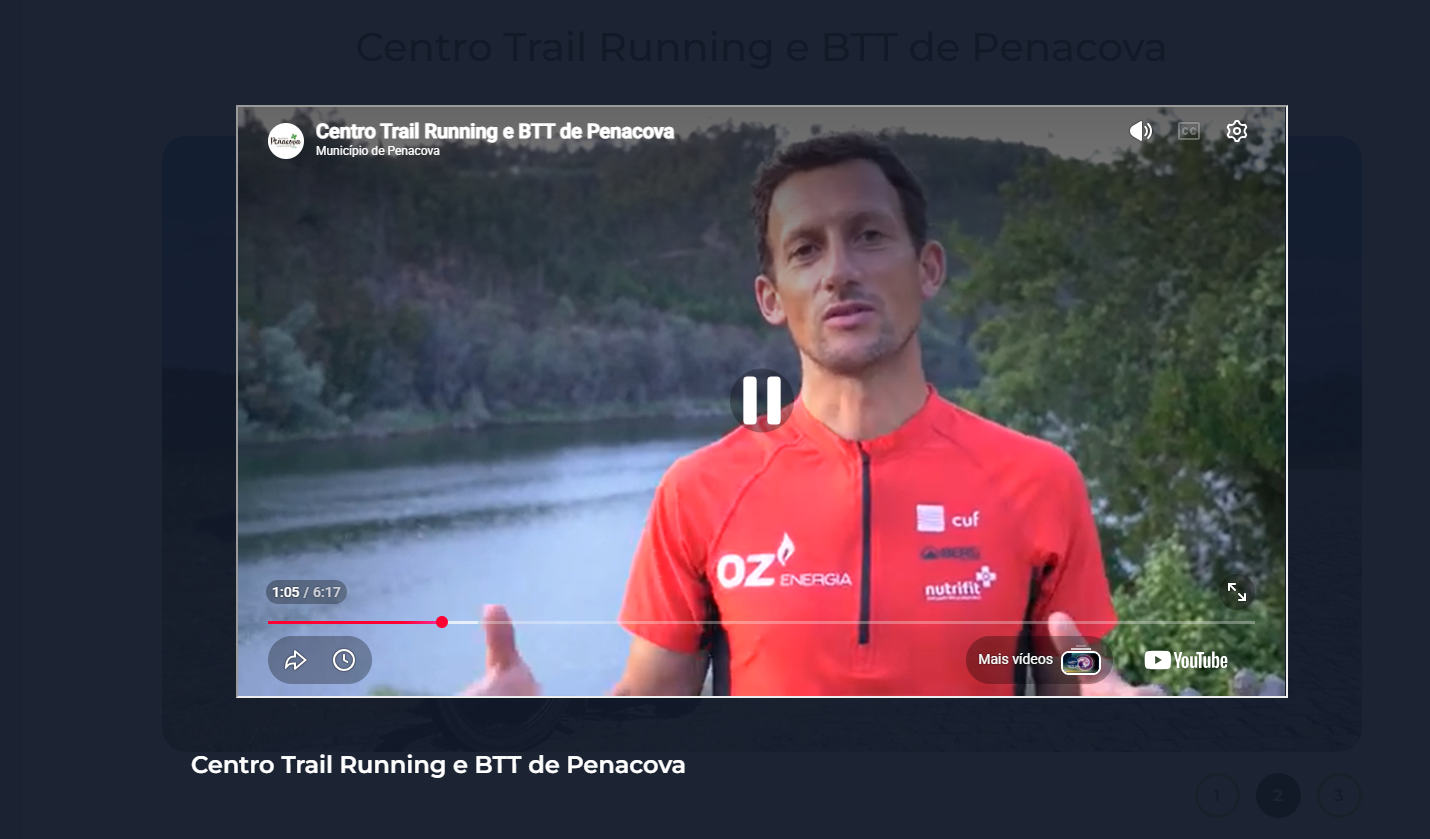 Centro Trail Running e BTT de Penacova
Penacova
Centro Trail Running e BTT de Penacova
Município de Penacova
CC
cuf
BERG
OZ ENERGIA
nutrifit
1:05 / 6:17
Mais vídeos
YouTube
Centro Trail Running e BTT de Penacova
1 2 3